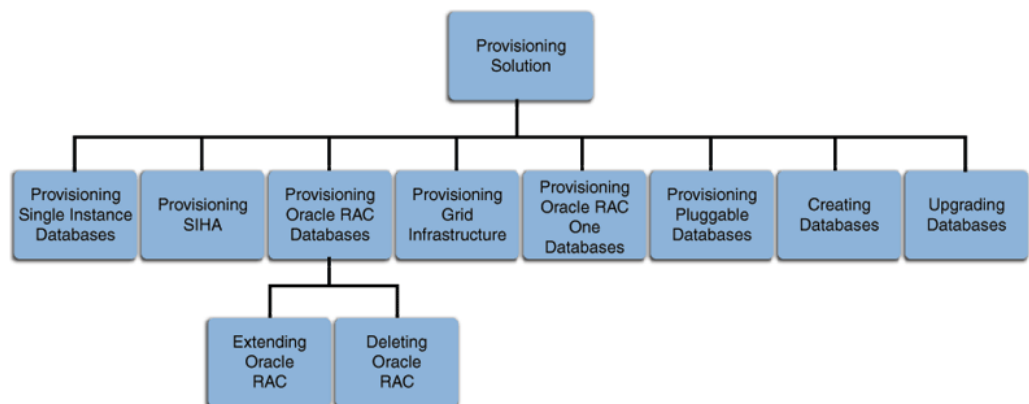 Provisioning
Solution
Provisioning
Single Instance
Databases
Provisioning
SIHA
Provisioning
Oracle RAC
Databases
Provisioning
Grid
Infrastructure
Provisioning
Oracle RAC
One
Databases
Provisioning
Pluggable
Databases
Creating
Databases
Upgrading
Databases
Extending
Oracle
RAC
Deleting
Oracle
RAC